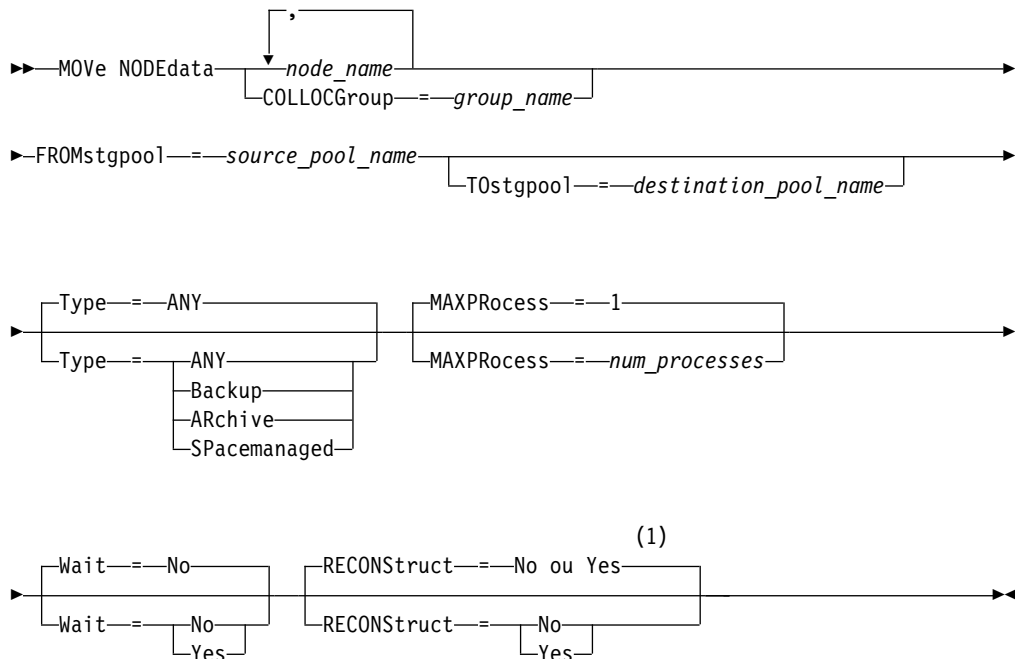 ,
MOVe NODEdata node_name
COLLOCGroup = group_name
FROMstgpool = source_pool_name
TOstgpool = destination_pool_name
Type = ANY MAXPRocess = 1
Type = ANY MAXPRocess = num_processes
Backup
ARchive
SPacemanaged
(1)
Wait = No RECONStruct = No ou Yes
Wait = No RECONStruct = No
Yes Yes